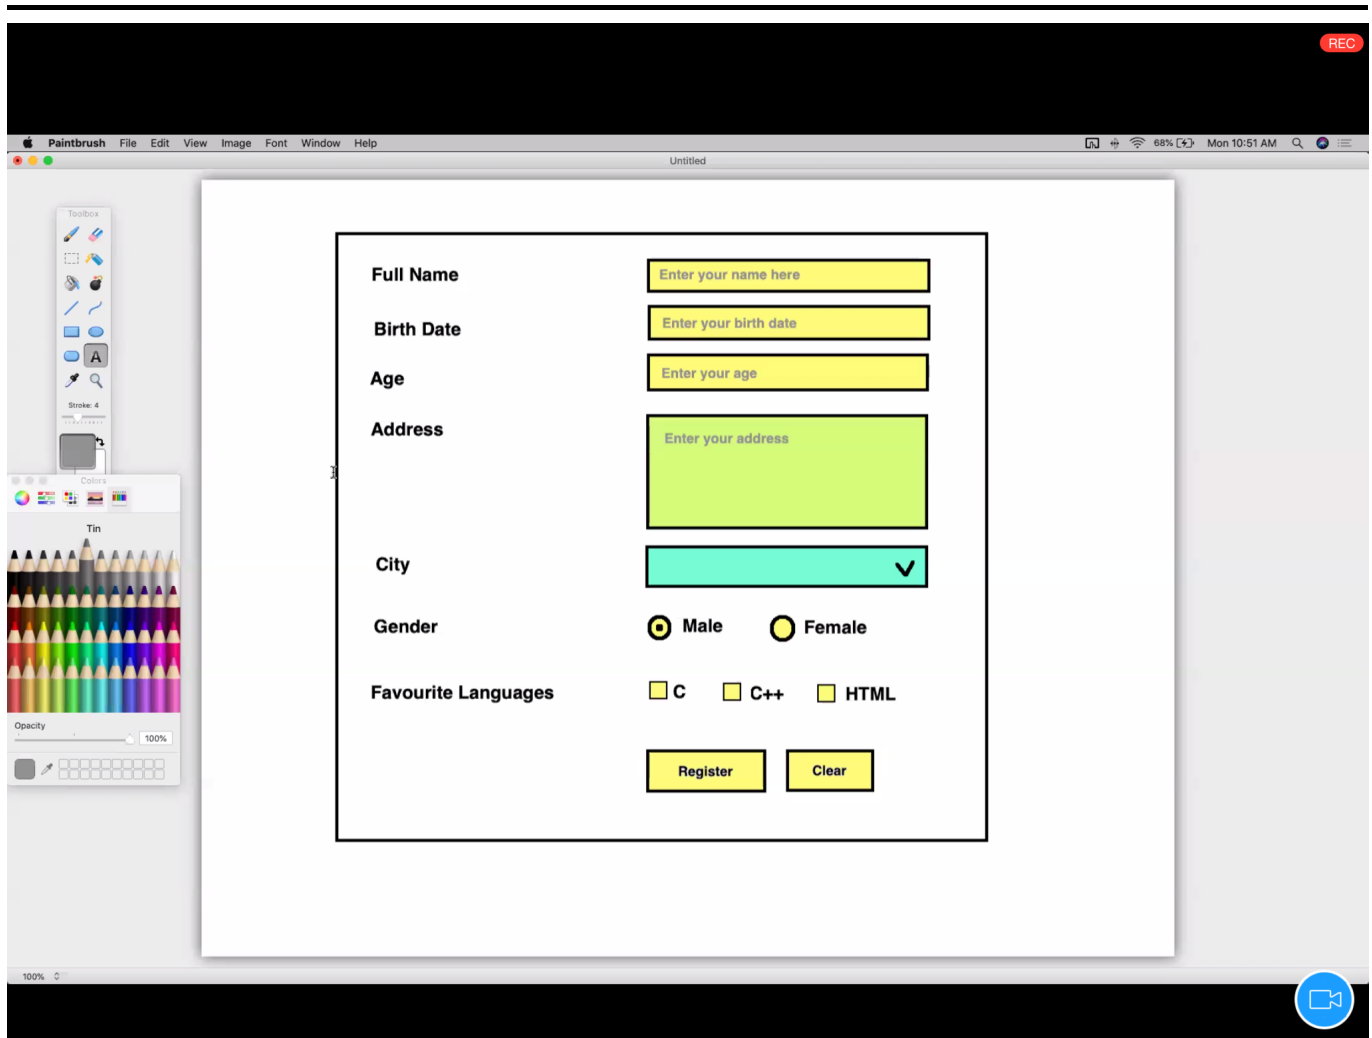 REC
Paintbrush File Edit View Image Font Window Help 68% Mon 10:51 AM
Untitled
Toolbox
A
Stroke: 4
Colors
Tin
Opacity
100%
Full Name Enter your name here
Birth Date Enter your birth date
Age Enter your age
Address Enter your address
City
Gender Male Female
Favourite Languages C C++ HTML
Register Clear
100%